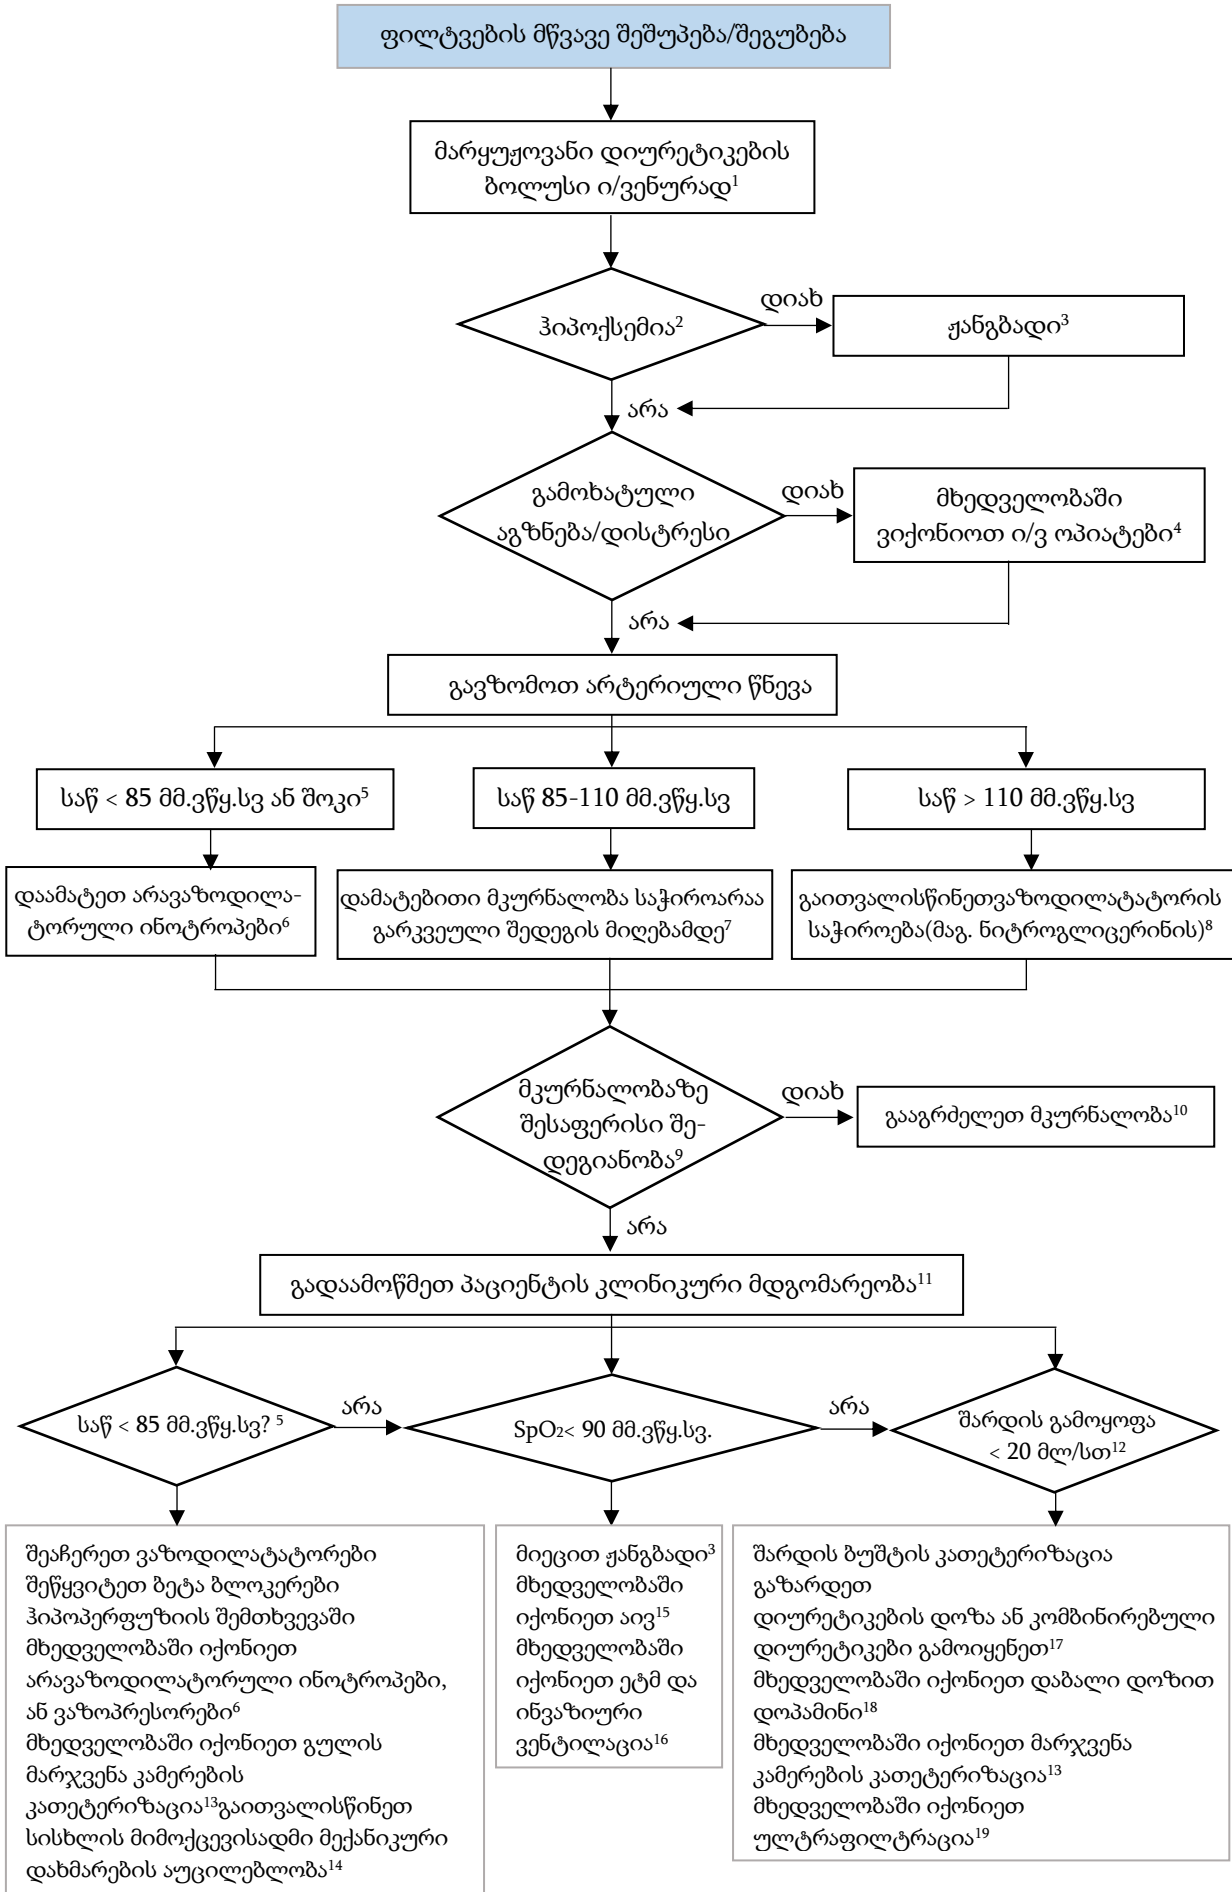 ფილტვების მწვავე შეშუპება/შეგუბება
მარყუჟოვანი დიურეტიკების
ბოლუსი ი/ვენურად¹
ჰიპოქსემია²
დიახ
ჟანგბადი³
არა
გამოხატული
აგზნება/დისტრესი
დიახ
მხედველობაში
ვიქონიოთ ი/ვ ოპიატები⁴
არა
გავზომოთ არტერიული წნევა
საწ < 85 მმ.ვწყ.სვ ან შოკი⁵
საწ 85-110 მმ.ვწყ.სვ
საწ > 110 მმ.ვწყ.სვ
დაამატეთ არავაზოდილა-
ტორული ინოტროპები⁶
დამატებითი მკურნალობა საჭიროარაა
გარკვეული შედეგის მიღებამდე⁷
გაითვალისწინეთვაზოდილატატორის
საჭიროება(მაგ. ნიტროგლიცერინის)⁸
მკურნალობაზე
შესაფერისი შე-
დეგიანობა⁹
დიახ
გააგრძელეთ მკურნალობა¹⁰
არა
გადაამოწმეთ პაციენტის კლინიკური მდგომარეობა¹¹
საწ < 85 მმ.ვწყ.სვ? ⁵
არა
SpO₂< 90 მმ.ვწყ.სვ.
არა
შარდის გამოყოფა
< 20 მლ/სთ¹²
შეაჩერეთ ვაზოდილატატორები
შეწყვიტეთ ბეტა ბლოკერები
ჰიპოპერფუზიის შემთხვევაში
მხედველობაში იქონიეთ
არავაზოდილატორული ინოტროპები,
ან ვაზოპრესორები⁶
მხედველობაში იქონიეთ გულის
მარჯვენა კამერების
კათეტერიზაცია¹³გაითვალისწინეთ
სისხლის მიმოქცევისადმი მექანიკური
დახმარების აუცილებლობა¹⁴
მიეცით ჟანგბადი³
მხედველობაში
იქონიეთ აივ¹⁵
მხედველობაში
იქონიეთ ეტმ და
ინვაზიური
ვენტილაცია¹⁶
შარდის ბუშტის კათეტერიზაცია
გაზარდეთ
დიურეტიკების დოზა ან კომბინირებული
დიურეტიკები გამოიყენეთ¹⁷
მხედველობაში იქონიეთ დაბალი დოზით
დოპამინი¹⁸
მხედველობაში იქონიეთ მარჯვენა
კამერების კათეტერიზაცია¹³
მხედველობაში იქონიეთ
ულტრაფილტრაცია¹⁹